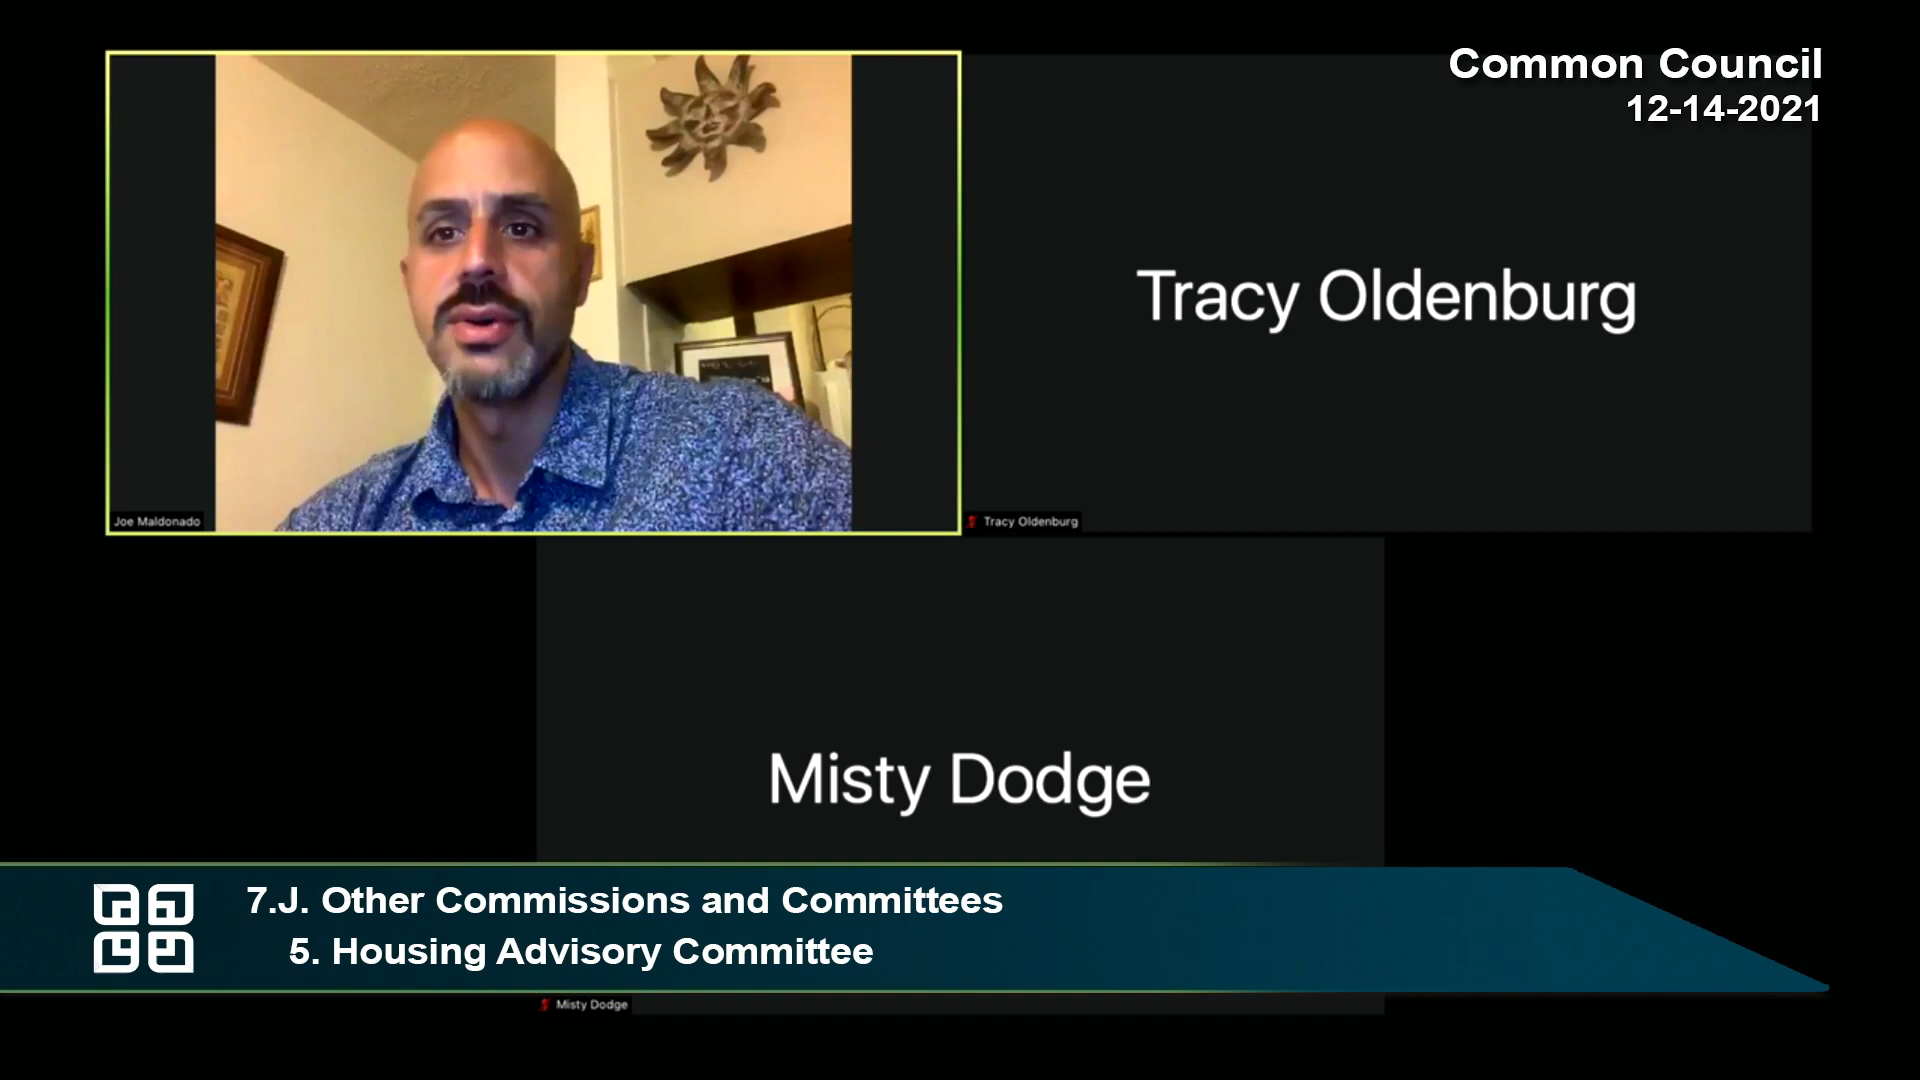 Common Council
12-14-2021
Tracy Oldenburg
Joe Maldonado
Tracy Oldenburg
Misty Dodge
7.J. Other Commissions and Committees
5. Housing Advisory Committee
Misty Dodge